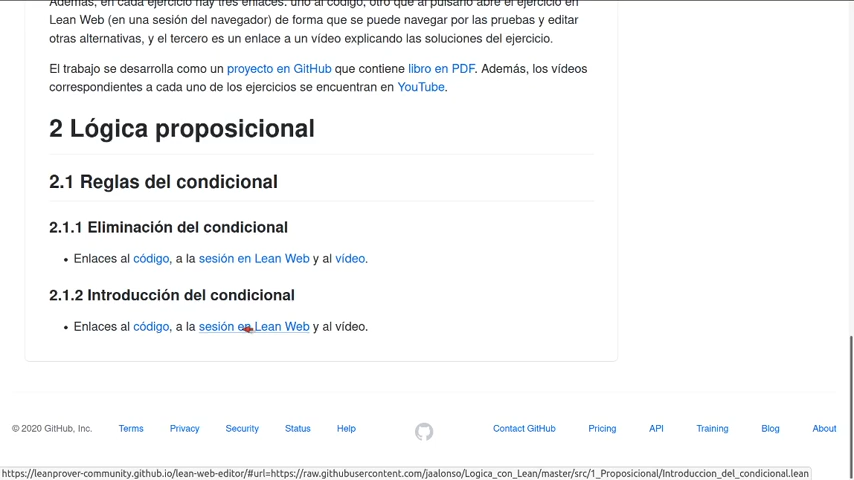 Además, en cada ejercicio hay tres enlaces: uno al código, otro que al pulsarlo abre el ejercicio en
Lean Web (en una sesión del navegador) de forma que se puede navegar por las pruebas y editar
otras alternativas, y el tercero es un enlace a un vídeo explicando las soluciones del ejercicio.
El trabajo se desarrolla como un proyecto en GitHub que contiene libro en PDF. Además, los vídeos
correspondientes a cada uno de los ejercicios se encuentran en YouTube.
2 Lógica proposicional
2.1 Reglas del condicional
2.1.1 Eliminación del condicional
• Enlaces al código, a la sesión en Lean Web y al vídeo.
2.1.2 Introducción del condicional
• Enlaces al código, a la sesión en Lean Web y al vídeo.
© 2020 GitHub, Inc. Terms Privacy Security Status Help Contact GitHub Pricing API Training Blog About
https://leanprover-community.github.io/lean-web-editor/#url=https://raw.githubusercontent.com/jaalonso/Logica_con_Lean/master/src/1_Proposicional/Introduccion_del_condicional.lean